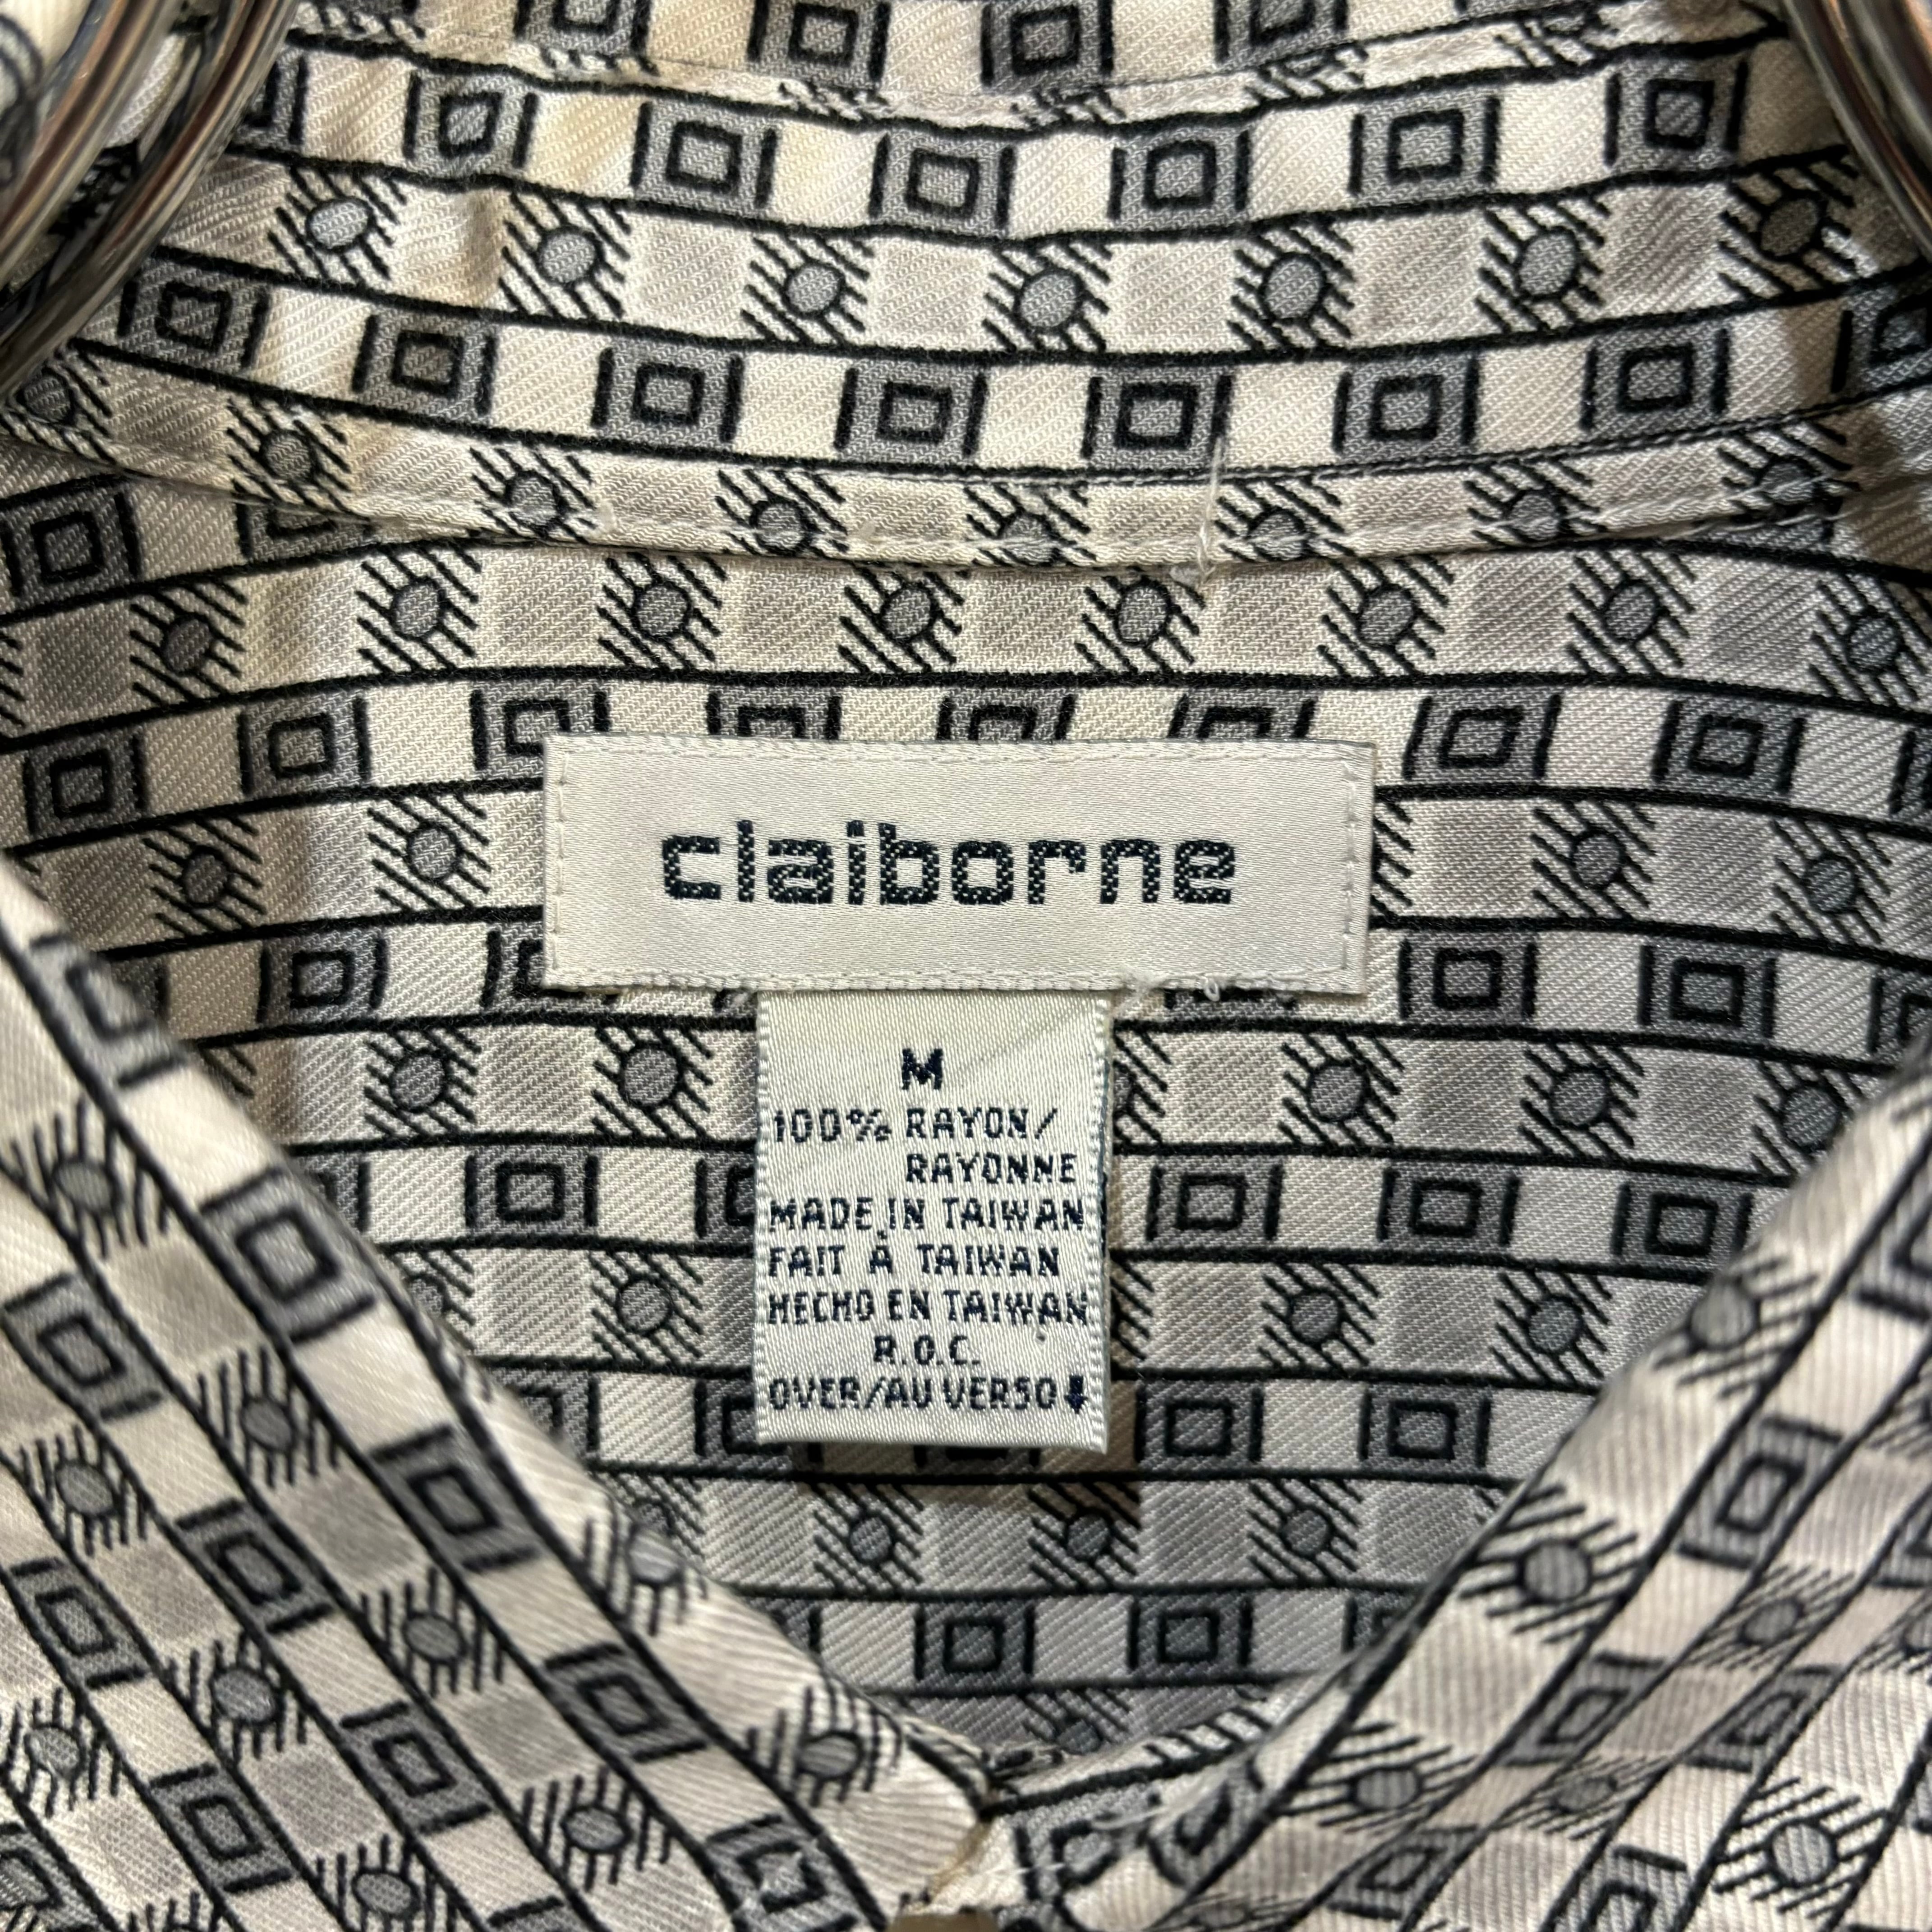 claiborne
M
100% RAYON/
RAYONNE
MADE IN TAIWAN
FAIT À TAIWAN
HECHO EN TAIWAN
R.O.C.
OVER/AU VERSO